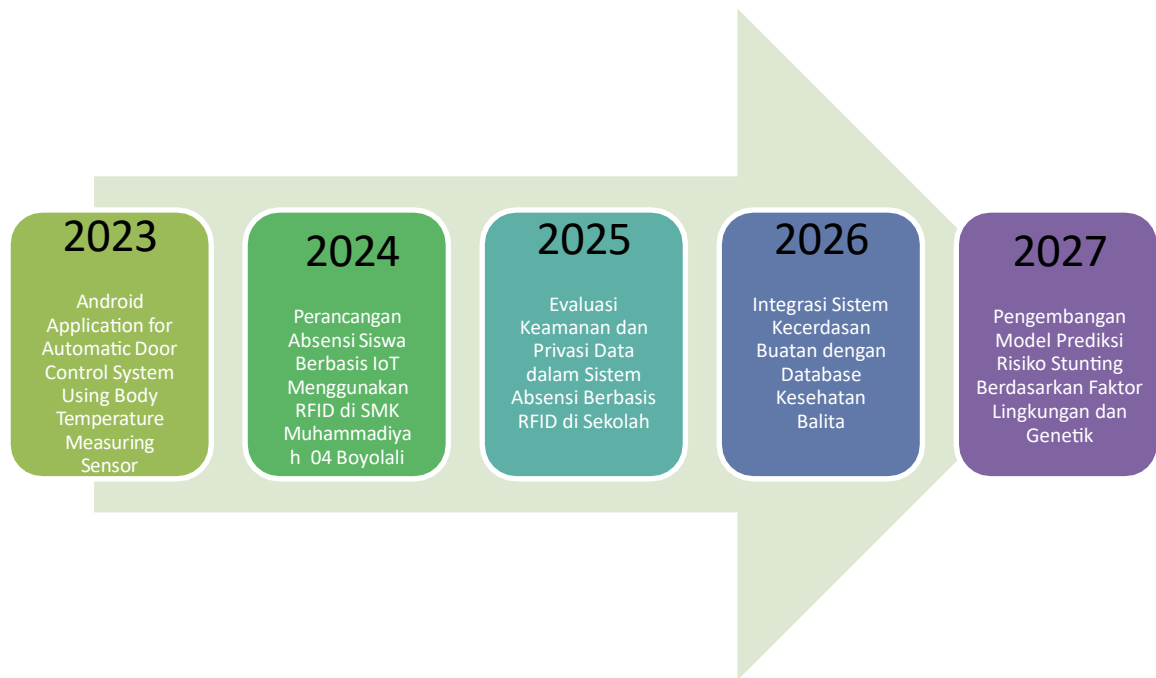 2023
Android
Application for
Automatic Door
Control System
Using Body
Temperature
Measuring
Sensor
2024
Perancangan
Absensi Siswa
Berbasis IoT
Menggunakan
RFID di SMK
Muhammadiya
h 04 Boyolali
2025
Evaluasi
Keamanan dan
Privasi Data
dalam Sistem
Absensi Berbasis
RFID di Sekolah
2026
Integrasi Sistem
Kecerdasan
Buatan dengan
Database
Kesehatan
Balita
2027
Pengembangan
Model Prediksi
Risiko Stunting
Berdasarkan Faktor
Lingkungan dan
Genetik